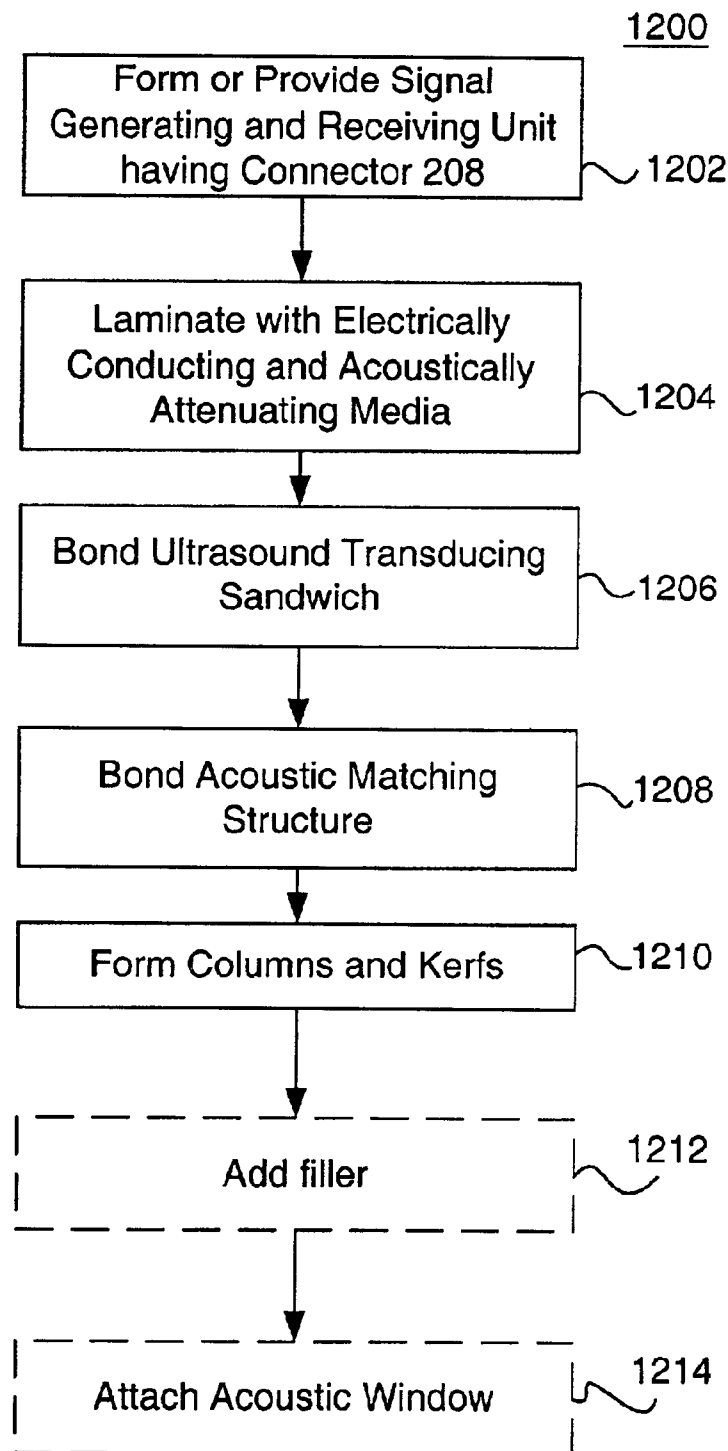 1200
Form or Provide Signal
Generating and Receiving Unit
having Connector 208
1202
Laminate with Electrically
Conducting and Acoustically
Attenuating Media
1204
Bond Ultrasound Transducing
Sandwich
1206
Bond Acoustic Matching
Structure
1208
Form Columns and Kerfs
1210
Add filler
1212
Attach Acoustic Window
1214